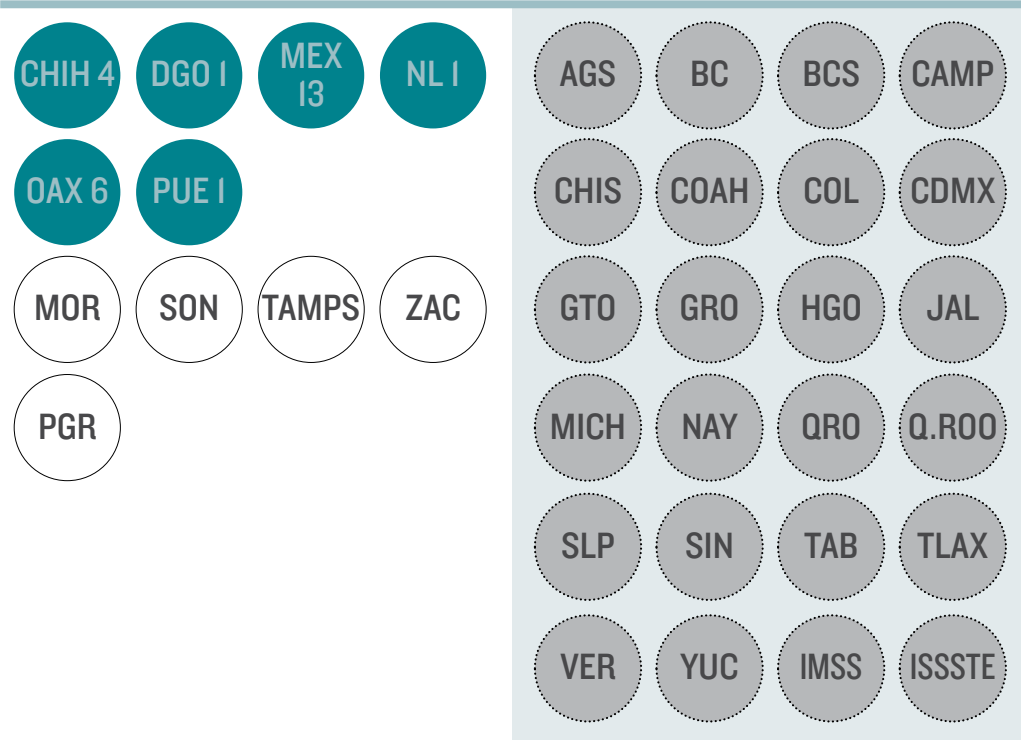 CHIH 4
DGO 1
MEX
13
NL 1
OAX 6
PUE 1
MOR
SON
TAMPS
ZAC
PGR
AGS
BC
BCS
CAMP
CHIS
COAH
COL
CDMX
GTO
GRO
HGO
JAL
MICH
NAY
QRO
Q.ROO
SLP
SIN
TAB
TLAX
VER
YUC
IMSS
ISSSTE